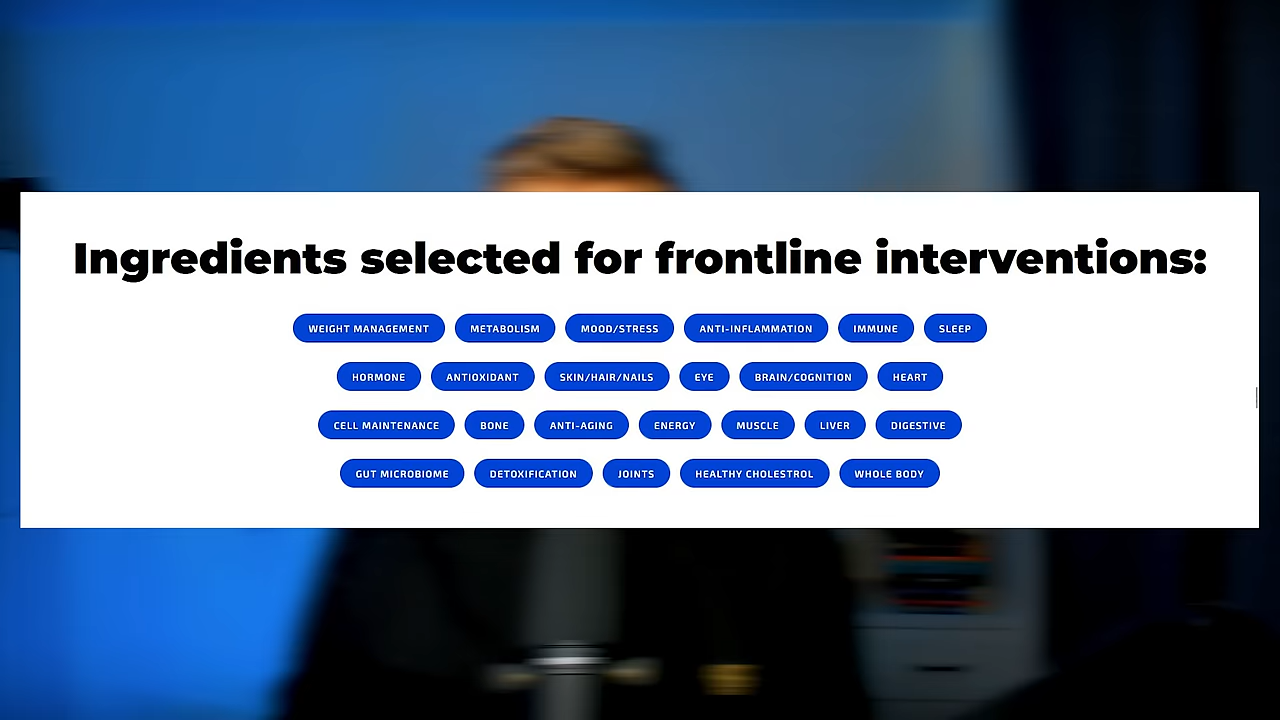 Ingredients selected for frontline interventions:
WEIGHT MANAGEMENT METABOLISM MOOD/STRESS ANTI-INFLAMMATION IMMUNE SLEEP
HORMONE ANTIOXIDANT SKIN/HAIR/NAILS EYE BRAIN/COGNITION HEART
CELL MAINTENANCE BONE ANTI-AGING ENERGY MUSCLE LIVER DIGESTIVE
GUT MICROBIOME DETOXIFICATION JOINTS HEALTHY CHOLESTROL WHOLE BODY